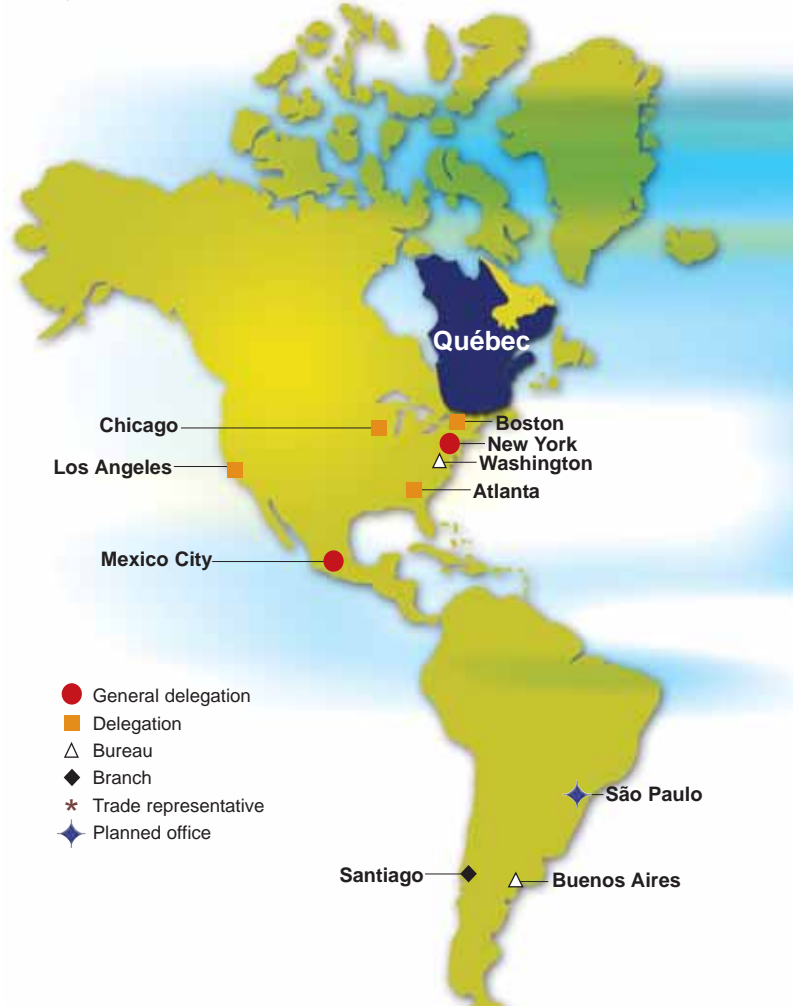 Québec
Chicago
Boston
New York
Los Angeles
Washington
Atlanta
Mexico City
General delegation
Delegation
Bureau
Branch
* Trade representative
Planned office
São Paulo
Santiago
Buenos Aires